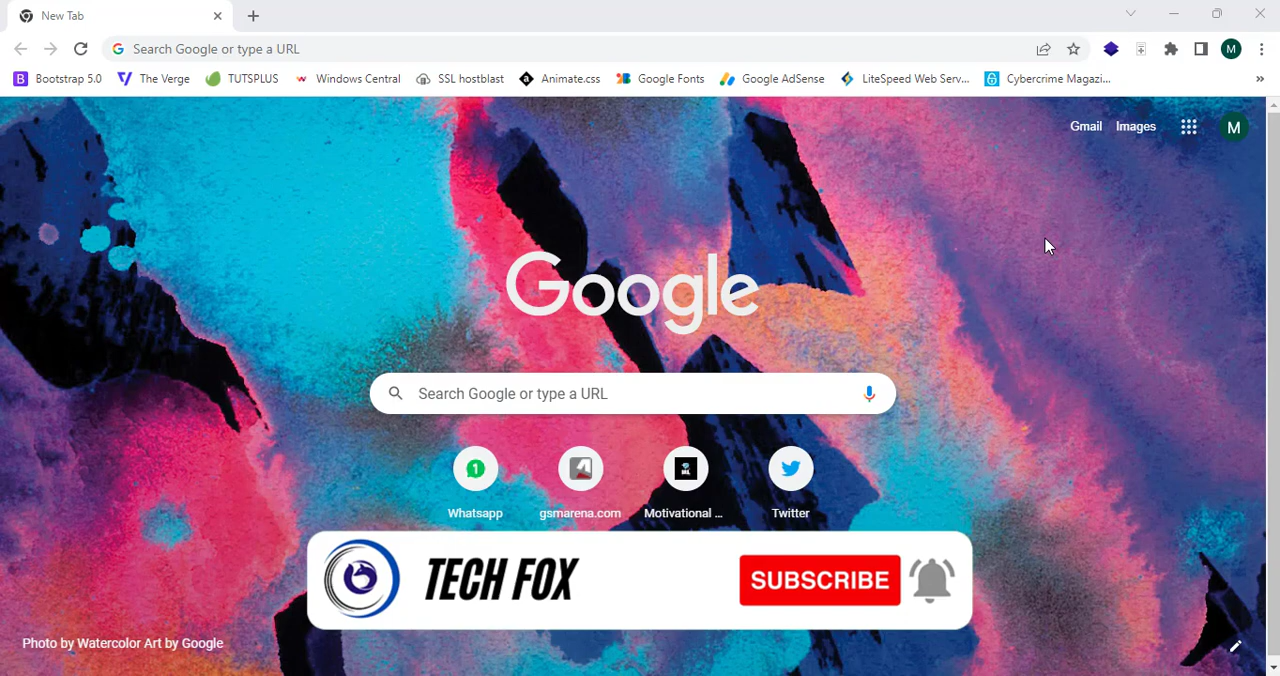 New Tab
Search Google or type a URL
M
Bootstrap 5.0 The Verge TUTSPLUS Windows Central SSL hostblast Animate.css Google Fonts Google AdSense LiteSpeed Web Serv... Cybercrime Magazi... »
Gmail Images M
Google
Search Google or type a URL
1
Whatsapp gsmarena.com Motivational ... Twitter
TECH FOX SUBSCRIBE
Photo by Watercolor Art by Google